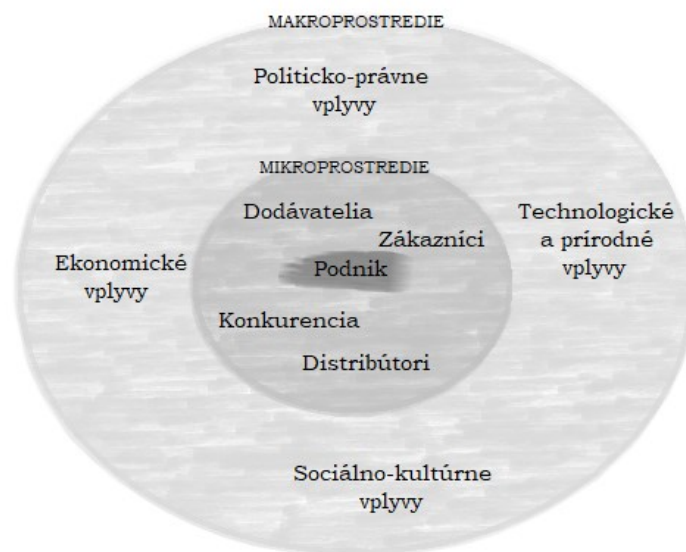 MAKROPROSTREDIE
Politicko-právne
vplyvy
MIKROPROSTREDIE
Dodávatelia
Zákazníci
Technologické
a prírodné
vplyvy
Ekonomické
vplyvy
Podnik
Konkurencia
Distribútori
Sociálno-kultúrne
vplyvy